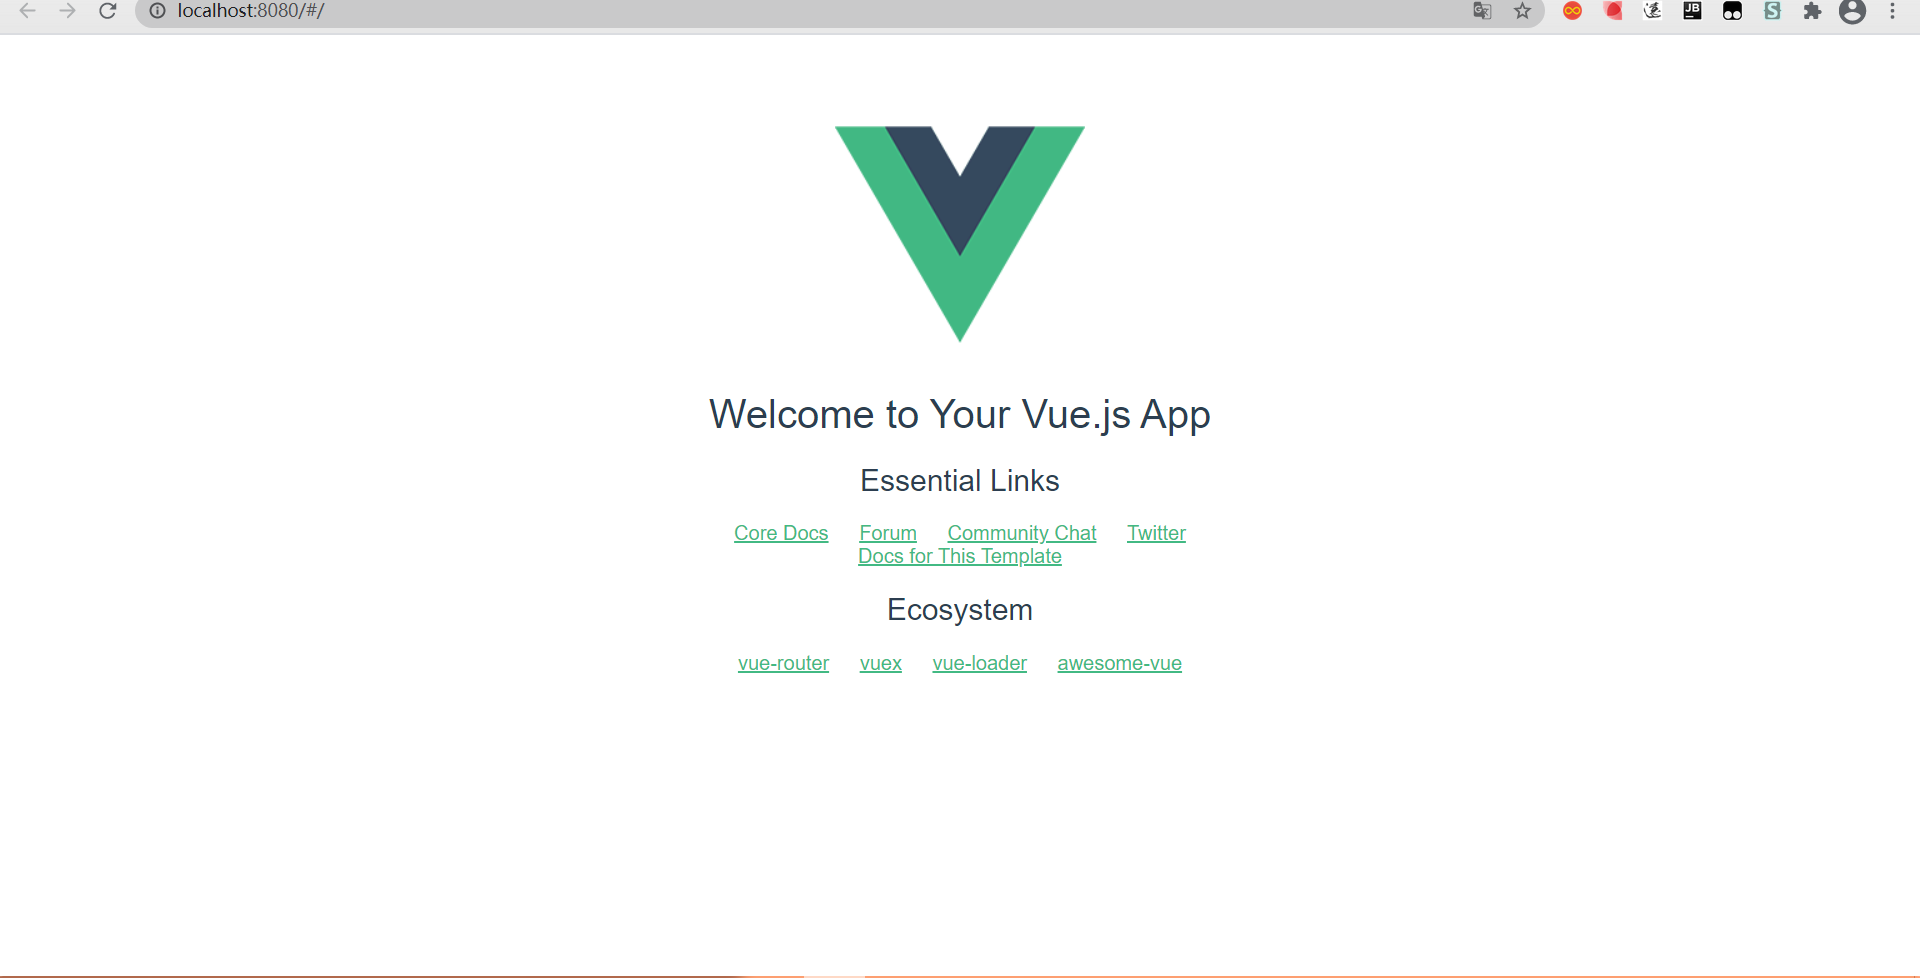 localhost:8080/#/
JB
S
Welcome to Your Vue.js App
Essential Links
Core Docs Forum Community Chat Twitter
Docs for This Template
Ecosystem
vue-router vuex vue-loader awesome-vue